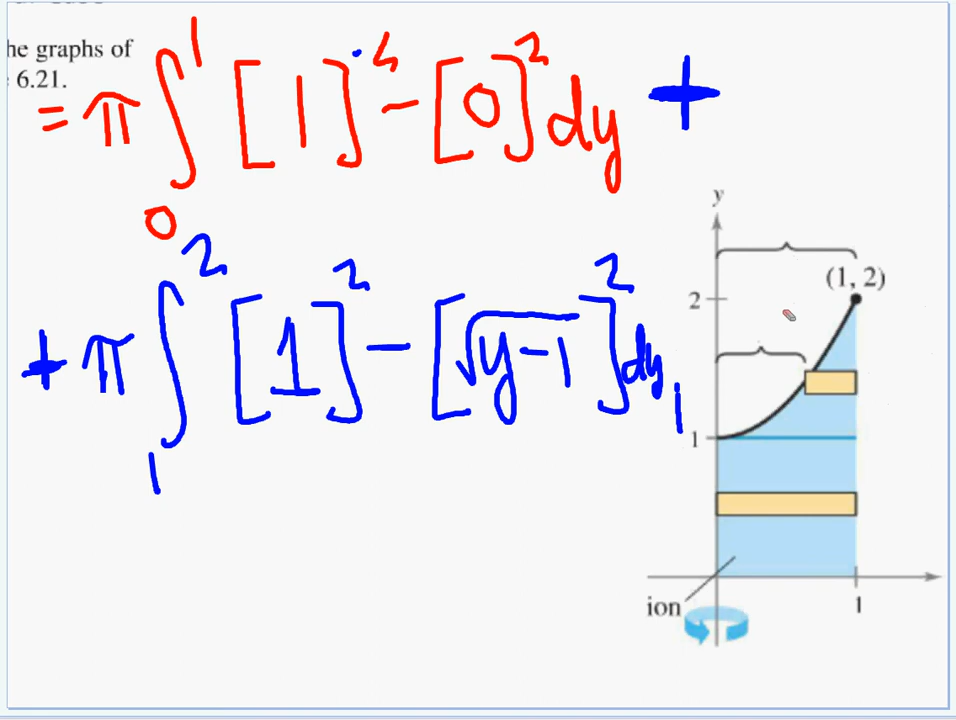 he graphs of
6.21.
= π ∫₀¹ [1]² − [0]² dy +
+ π ∫₁² [1]² − [√(y−1)]² dy
y
(1, 2)
2
1
1
ion